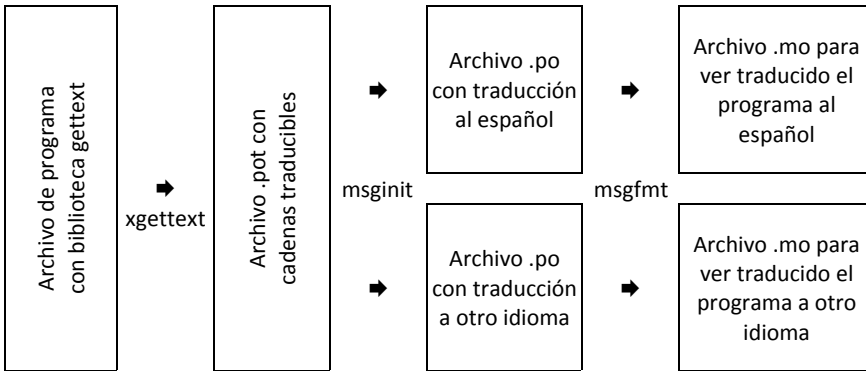 Archivo de programa
con biblioteca gettext
xgettext
Archivo .pot con
cadenas traducibles
msginit
Archivo .po
con traducción
al español
Archivo .po
con traducción
a otro idioma
msgfmt
Archivo .mo para
ver traducido el
programa al
español
Archivo .mo para
ver traducido el
programa a otro
idioma